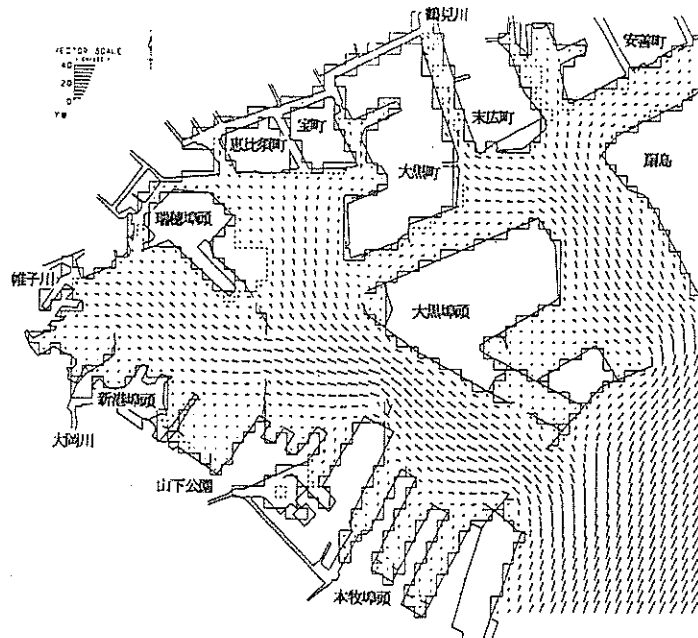 鶴見川
安善町
VECTOR SCALE
40
20
0
宝町
末広町
恵比須町
大黒町
扇島
瑞穂埠頭
帷子川
大黒埠頭
新港埠頭
大岡川
山下公園
本牧埠頭